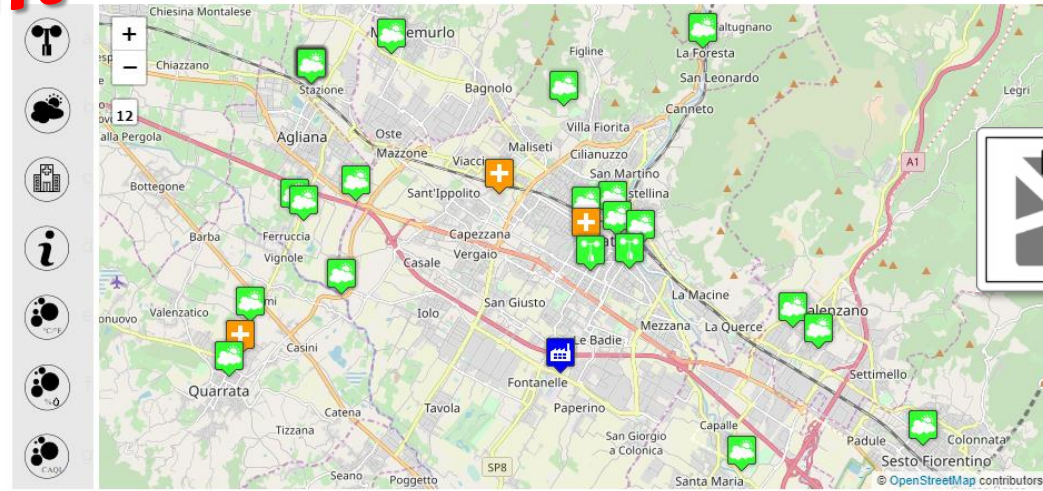 Chiesina Montalese
+
−
12
Chiazzano
Stazione
Figline
La Foresta
San Leonardo
Legri
Bagnolo
Canneto
alla Pergola
Agliana
Oste
Villa Fiorita
Mazzone
Maliseti
Cilianuzzo
A1
Bottegone
Sant'Ippolito
San Martino
Barba
Ferruccia
Capezzana
Vignole
Casale
Vergaio
La Macine
Valenzatico
Iolo
San Giusto
Mezzana
La Querce
°C/°F
Casini
Le Badie
Settimello
Quarrata
Fontanelle
Catena
Tavola
Paperino
%
Tizzana
Capalle
San Giorgio
a Colonica
Padule
Colonnata
CAQI
SP8
Sesto Fiorentino
Seano
Poggetto
Santa Maria
© OpenStreetMap contributors